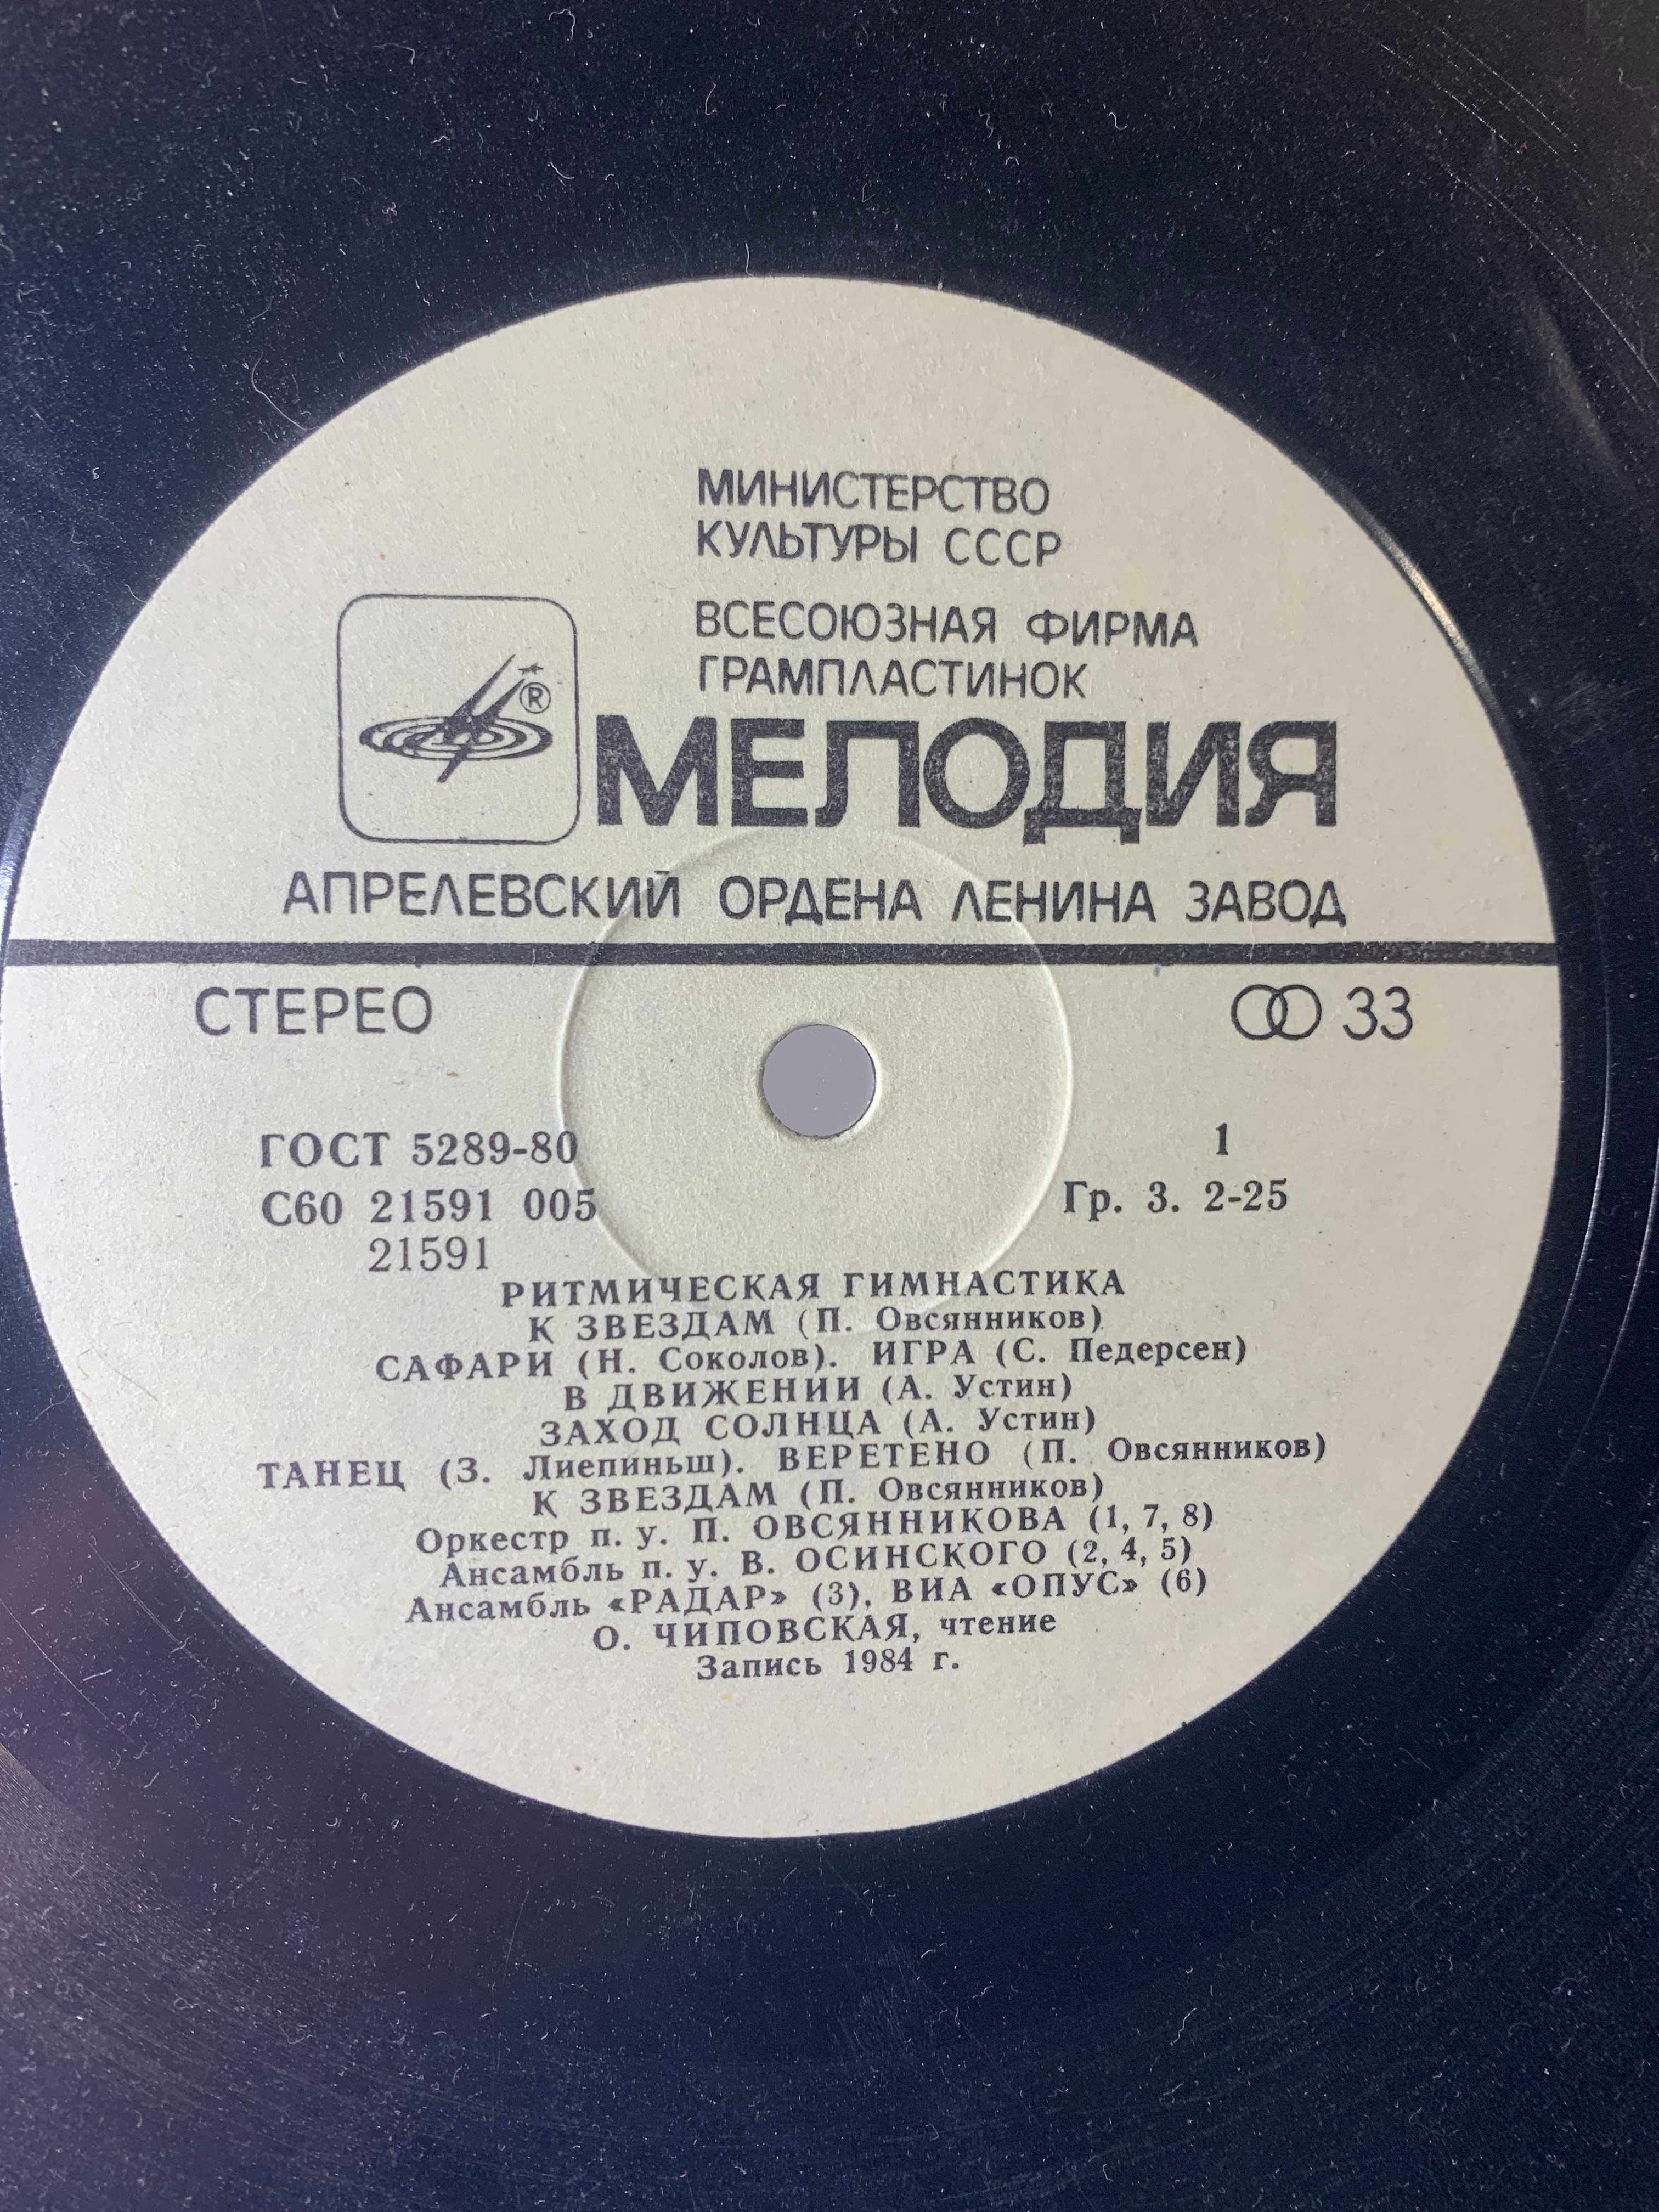 МИНИСТЕРСТВО
КУЛЬТУРЫ СССР
ВСЕСОЮЗНАЯ ФИРМА
ГРАМПЛАСТИНОК
®
МЕЛОДИЯ
АПРЕЛЕВСКИЙ ОРДЕНА ЛЕНИНА ЗАВОД
СТЕРЕО
33
ГОСТ 5289-80
1
С60 21591 005
Гр. 3. 2-25
21591
РИТМИЧЕСКАЯ ГИМНАСТИКА
К ЗВЕЗДАМ (П. Овсянников)
САФАРИ (Н. Соколов). ИГРА (С. Педерсен)
В ДВИЖЕНИИ (А. Устин)
ЗАХОД СОЛНЦА (А. Устин)
ТАНЕЦ (З. Лиепиньш). ВЕРЕТЕНО (П. Овсянников)
К ЗВЕЗДАМ (П. Овсянников)
Оркестр п. у. П. ОВСЯННИКОВА (1, 7, 8)
Ансамбль п. у. В. ОСИНСКОГО (2, 4, 5)
Ансамбль «РАДАР» (3), ВИА «ОПУС» (6)
О. ЧИПОВСКАЯ, чтение
Запись 1984 г.